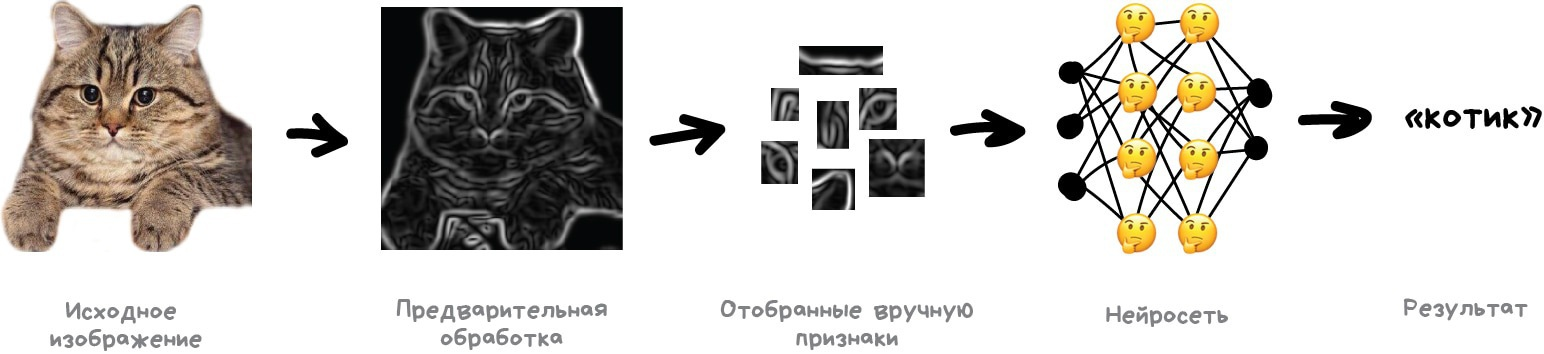 «котик»
Исходное
изображение
Предварительная
обработка
Отобранные вручную
признаки
Нейросеть
Результат